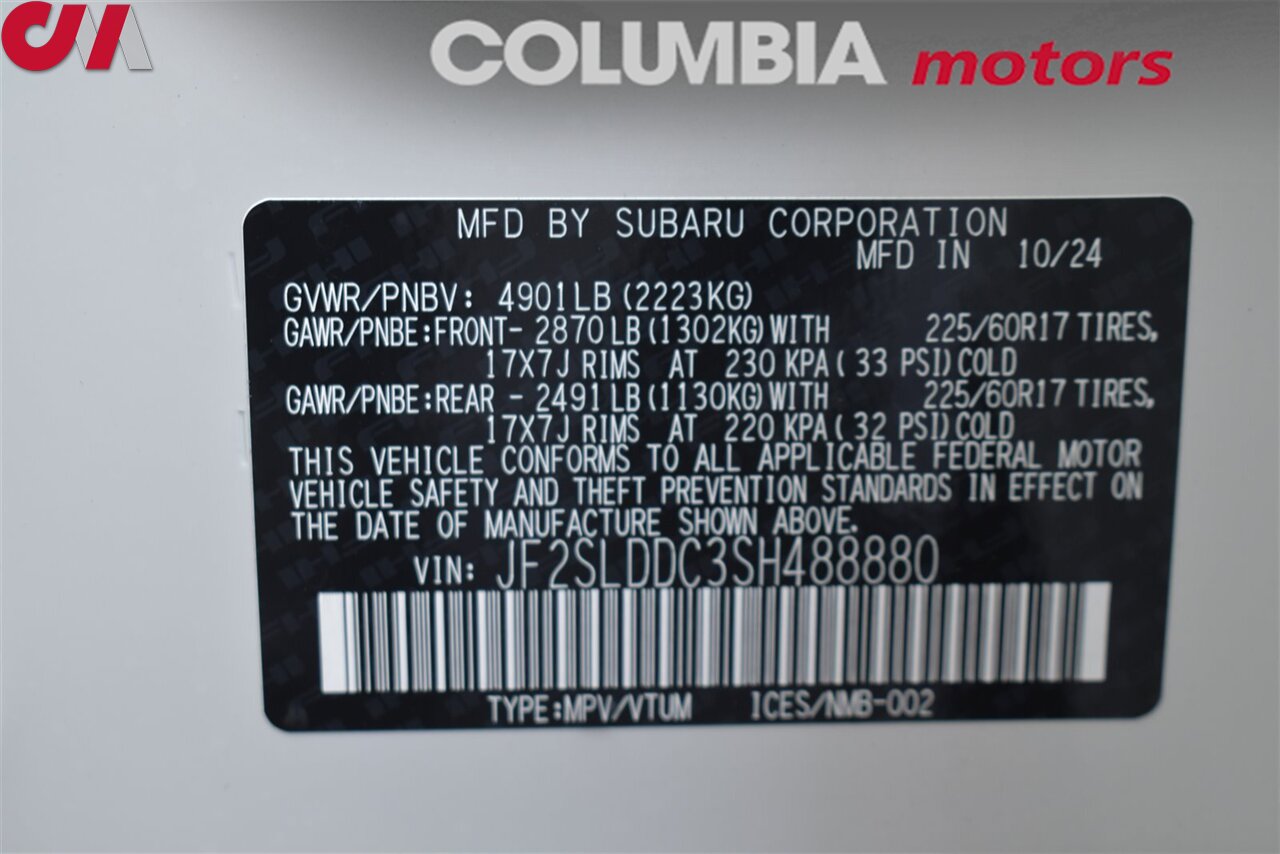 CM
COLUMBIA motors
MFD BY SUBARU CORPORATION
MFD IN 10/24
GVWR/PNBV: 4901LB (2223KG)
GAWR/PNBE:FRONT- 2870 LB (1302KG) WITH 225/60R17 TIRES,
17X7J RIMS AT 230 KPA ( 33 PSI) COLD
GAWR/PNBE:REAR - 2491 LB (1130KG) WITH 225/60R17 TIRES,
17X7J RIMS AT 220 KPA ( 32 PSI) COLD
THIS VEHICLE CONFORMS TO ALL APPLICABLE FEDERAL MOTOR
VEHICLE SAFETY AND THEFT PREVENTION STANDARDS IN EFFECT ON
THE DATE OF MANUFACTURE SHOWN ABOVE.
VIN: JF2SLDDC3SH488880
TYPE:MPV/VTUM ICES/NMB-002